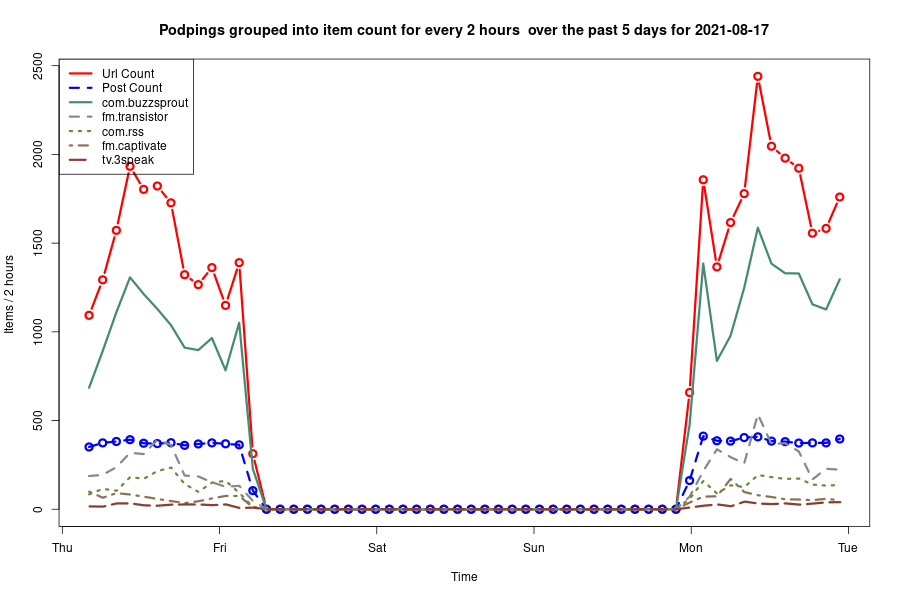 Podpings grouped into item count for every 2 hours  over the past 5 days for 2021-08-17
Items / 2 hours
2500
2000
1500
1000
500
0
Url Count
Post Count
com.buzzsprout
fm.transistor
com.rss
fm.captivate
tv.3speak
Thu Fri Sat Sun Mon Tue
Time